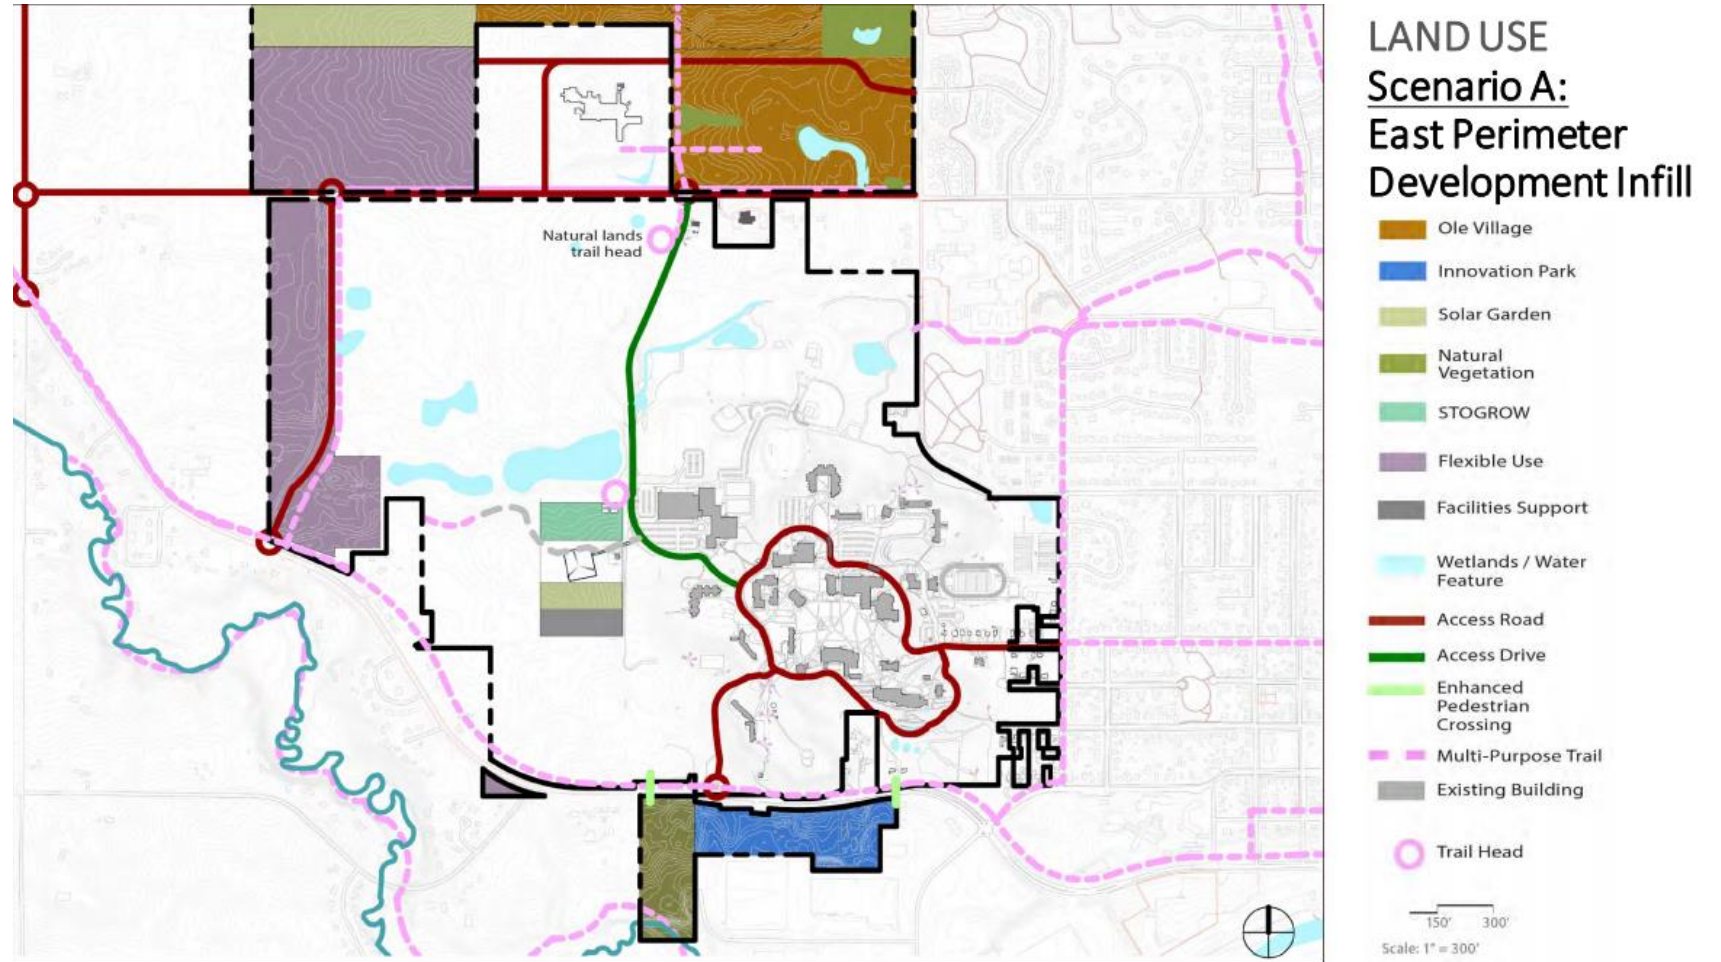 LAND USE
Scenario A:
East Perimeter
Development Infill
Natural lands
trail head
Ole Village
Innovation Park
Solar Garden
Natural
Vegetation
STOGROW
Flexible Use
Facilities Support
Wetlands / Water
Feature
Access Road
Access Drive
Enhanced
Pedestrian
Crossing
Multi-Purpose Trail
Existing Building
Trail Head
150' 300'
Scale: 1" = 300'